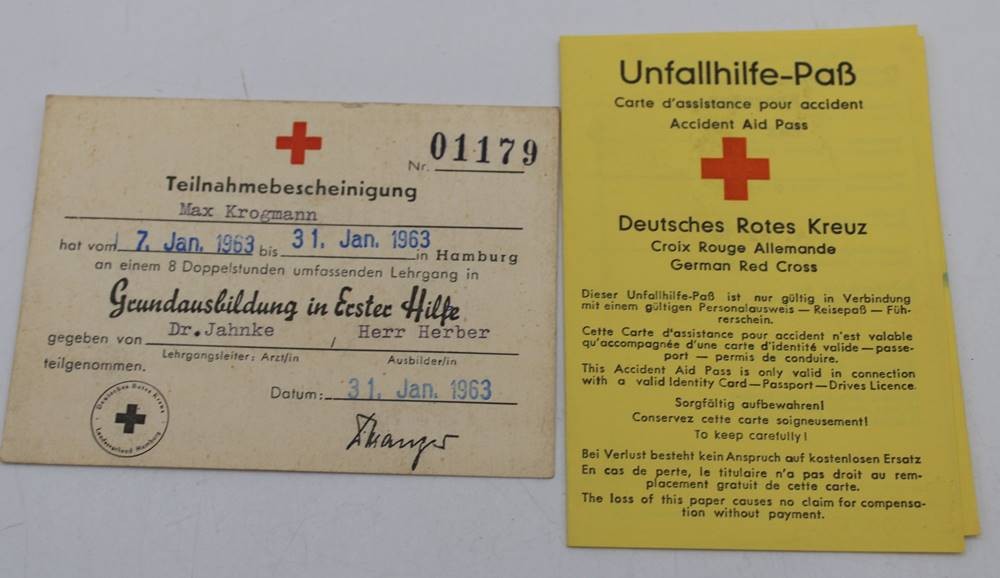 Nr. 01179
Teilnahmebescheinigung
Max Krogmann
hat vom 7. Jan. 1963 bis 31. Jan. 1963 in Hamburg
an einem 8 Doppelstunden umfassenden Lehrgang in
Grundausbildung in Erster Hilfe
gegeben von Dr.Jahnke / Herr Herber
Lehrgangsleiter: Arzt/in Ausbilder/in
teilgenommen.
Datum: 31. Jan. 1963
Deutsches Rotes Kreuz
Landesverband Hamburg
Unfallhilfe-Paß
Carte d'assistance pour accident
Accident Aid Pass
Deutsches Rotes Kreuz
Croix Rouge Allemande
German Red Cross
Dieser Unfallhilfe-Paß ist nur gültig in Verbindung
mit einem gültigen Personalausweis — Reisepaß — Füh-
rerschein.
Cette Carte d'assistance pour accident n'est valable
qu'accompagnée d'une carte d'identité valide — passe-
port — permis de conduire.
This Accident Aid Pass is only valid in connection
with a valid Identity Card — Passport — Drives Licence.
Sorgfältig aufbewahren!
Conservez cette carte soigneusement!
To keep carefully!
Bei Verlust besteht kein Anspruch auf kostenlosen Ersatz
En cas de perte, le titulaire n'a pas droit au rem-
placement gratuit de cette carte.
The loss of this paper causes no claim for compensa-
tion without payment.